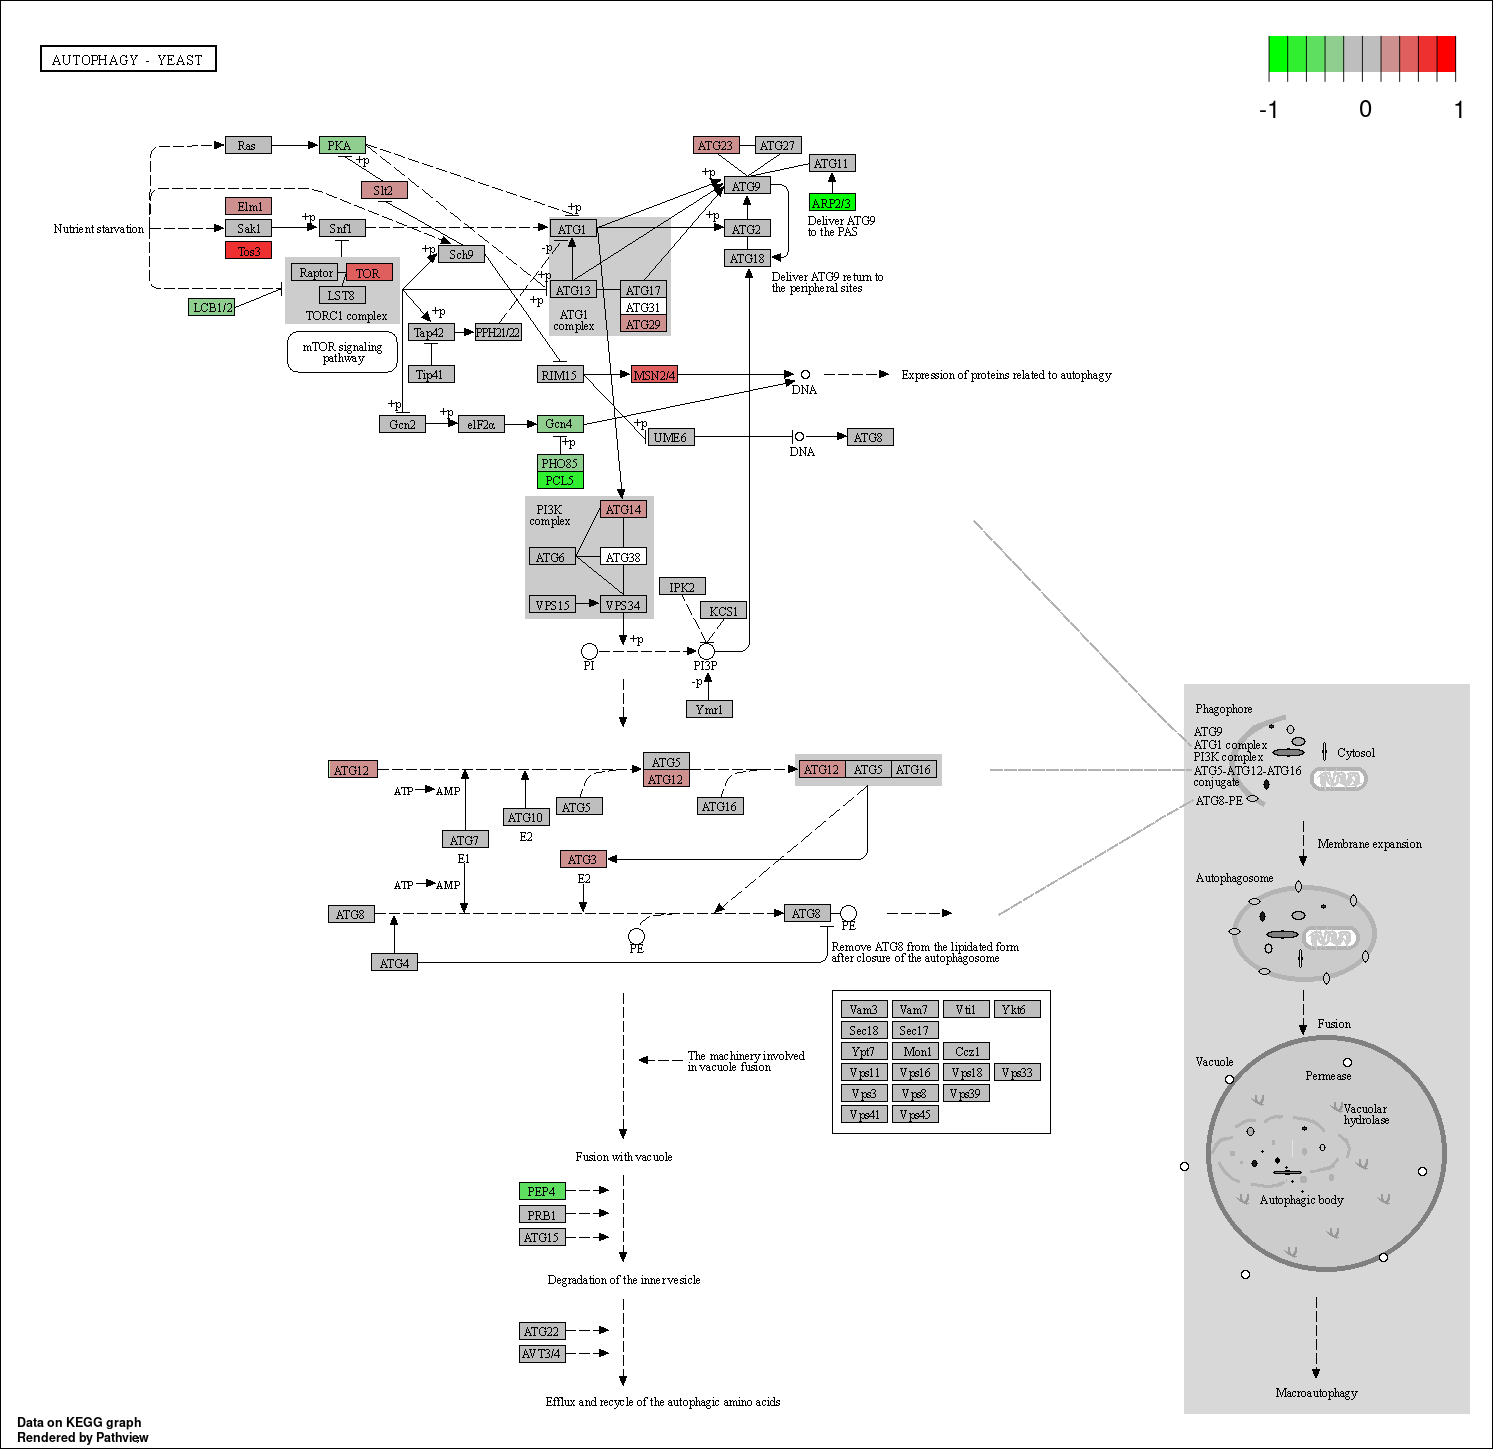 AUTOPHAGY - YEAST
-1 0 1
Ras
PKA
+p
Slt2
Elm1
Nutrient starvation
Sak1
+p
Snf1
Tos3
Sch9
+p
Raptor
TOR
LST8
TORC1 complex
LCB1/2
mTOR signaling
pathway
+p
Tap42
PPH21/22
Tip41
+p
ATG1
-p
+p
+p
ATG13
ATG17
ATG31
ATG29
ATG1
complex
ATG23
ATG27
ATG11
+p
ATG9
ARP2/3
Deliver ATG9
to the PAS
+p
ATG2
ATG18
Deliver ATG9 return to
the peripheral sites
RIM15
MSN2/4
DNA
Expression of proteins related to autophagy
+p
Gcn2
+p
eIF2α
Gcn4
+p
PHO85
PCL5
+p
UME6
DNA
ATG8
PI3K
complex
ATG14
ATG6
ATG38
VPS15
VPS34
+p
IPK2
KCS1
PI
PI3P
-p
Ymr1
ATG12
ATP
AMP
ATG7
E1
ATG10
E2
ATG5
ATG5
ATG12
ATG16
ATG12
ATG5
ATG16
ATG3
E2
ATP
AMP
ATG8
ATG4
PE
ATG8
PE
Remove ATG8 from the lipidated form
after closure of the autophagosome
The machinery involved
in vacuole fusion
Vam3 Vam7 Vti1 Ykt6
Sec18 Sec17
Ypt7 Mon1 Ccz1
Vps11 Vps16 Vps18 Vps33
Vps3 Vps8 Vps39
Vps41 Vps45
Fusion with vacuole
PEP4
PRB1
ATG15
Degradation of the inner vesicle
ATG22
AVT3/4
Efflux and recycle of the autophagic amino acids
Phagophore
ATG9
ATG1 complex
PI3K complex
ATG5-ATG12-ATG16
conjugate
ATG8-PE
Cytosol
Membrane expansion
Autophagosome
Fusion
Vacuole
Permease
Vacuolar
hydrolase
Autophagic body
Macroautophagy
Data on KEGG graph
Rendered by Pathview